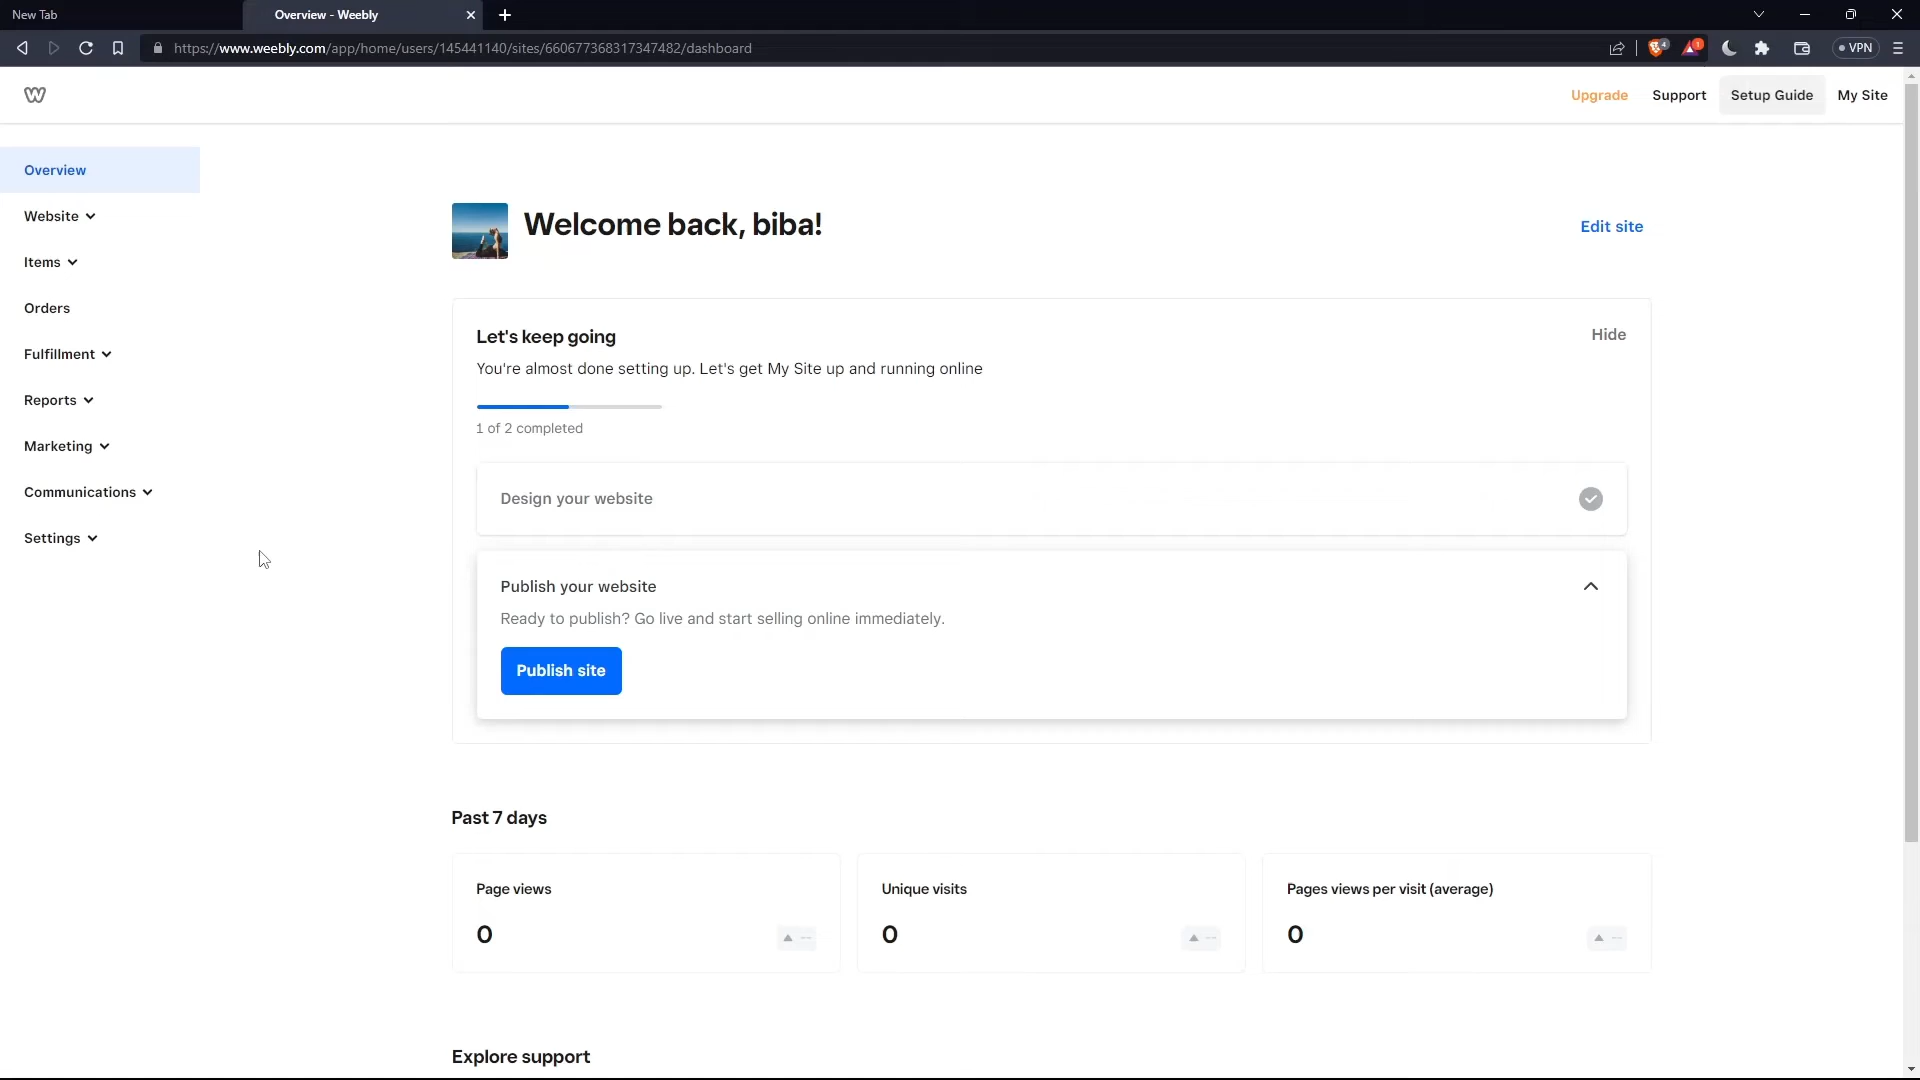 New Tab
Overview - Weebly
https://www.weebly.com/app/home/users/145441140/sites/660677368317347482/dashboard
4
1
VPN
Upgrade
Support
Setup Guide
My Site
Overview
Website
Items
Orders
Fulfillment
Reports
Marketing
Communications
Settings
Welcome back, biba!
Edit site
Let's keep going
Hide
You're almost done setting up. Let's get My Site up and running online
1 of 2 completed
Design your website
Publish your website
Ready to publish? Go live and start selling online immediately.
Publish site
Past 7 days
Page views
0
--
Unique visits
0
--
Pages views per visit (average)
0
--
Explore support